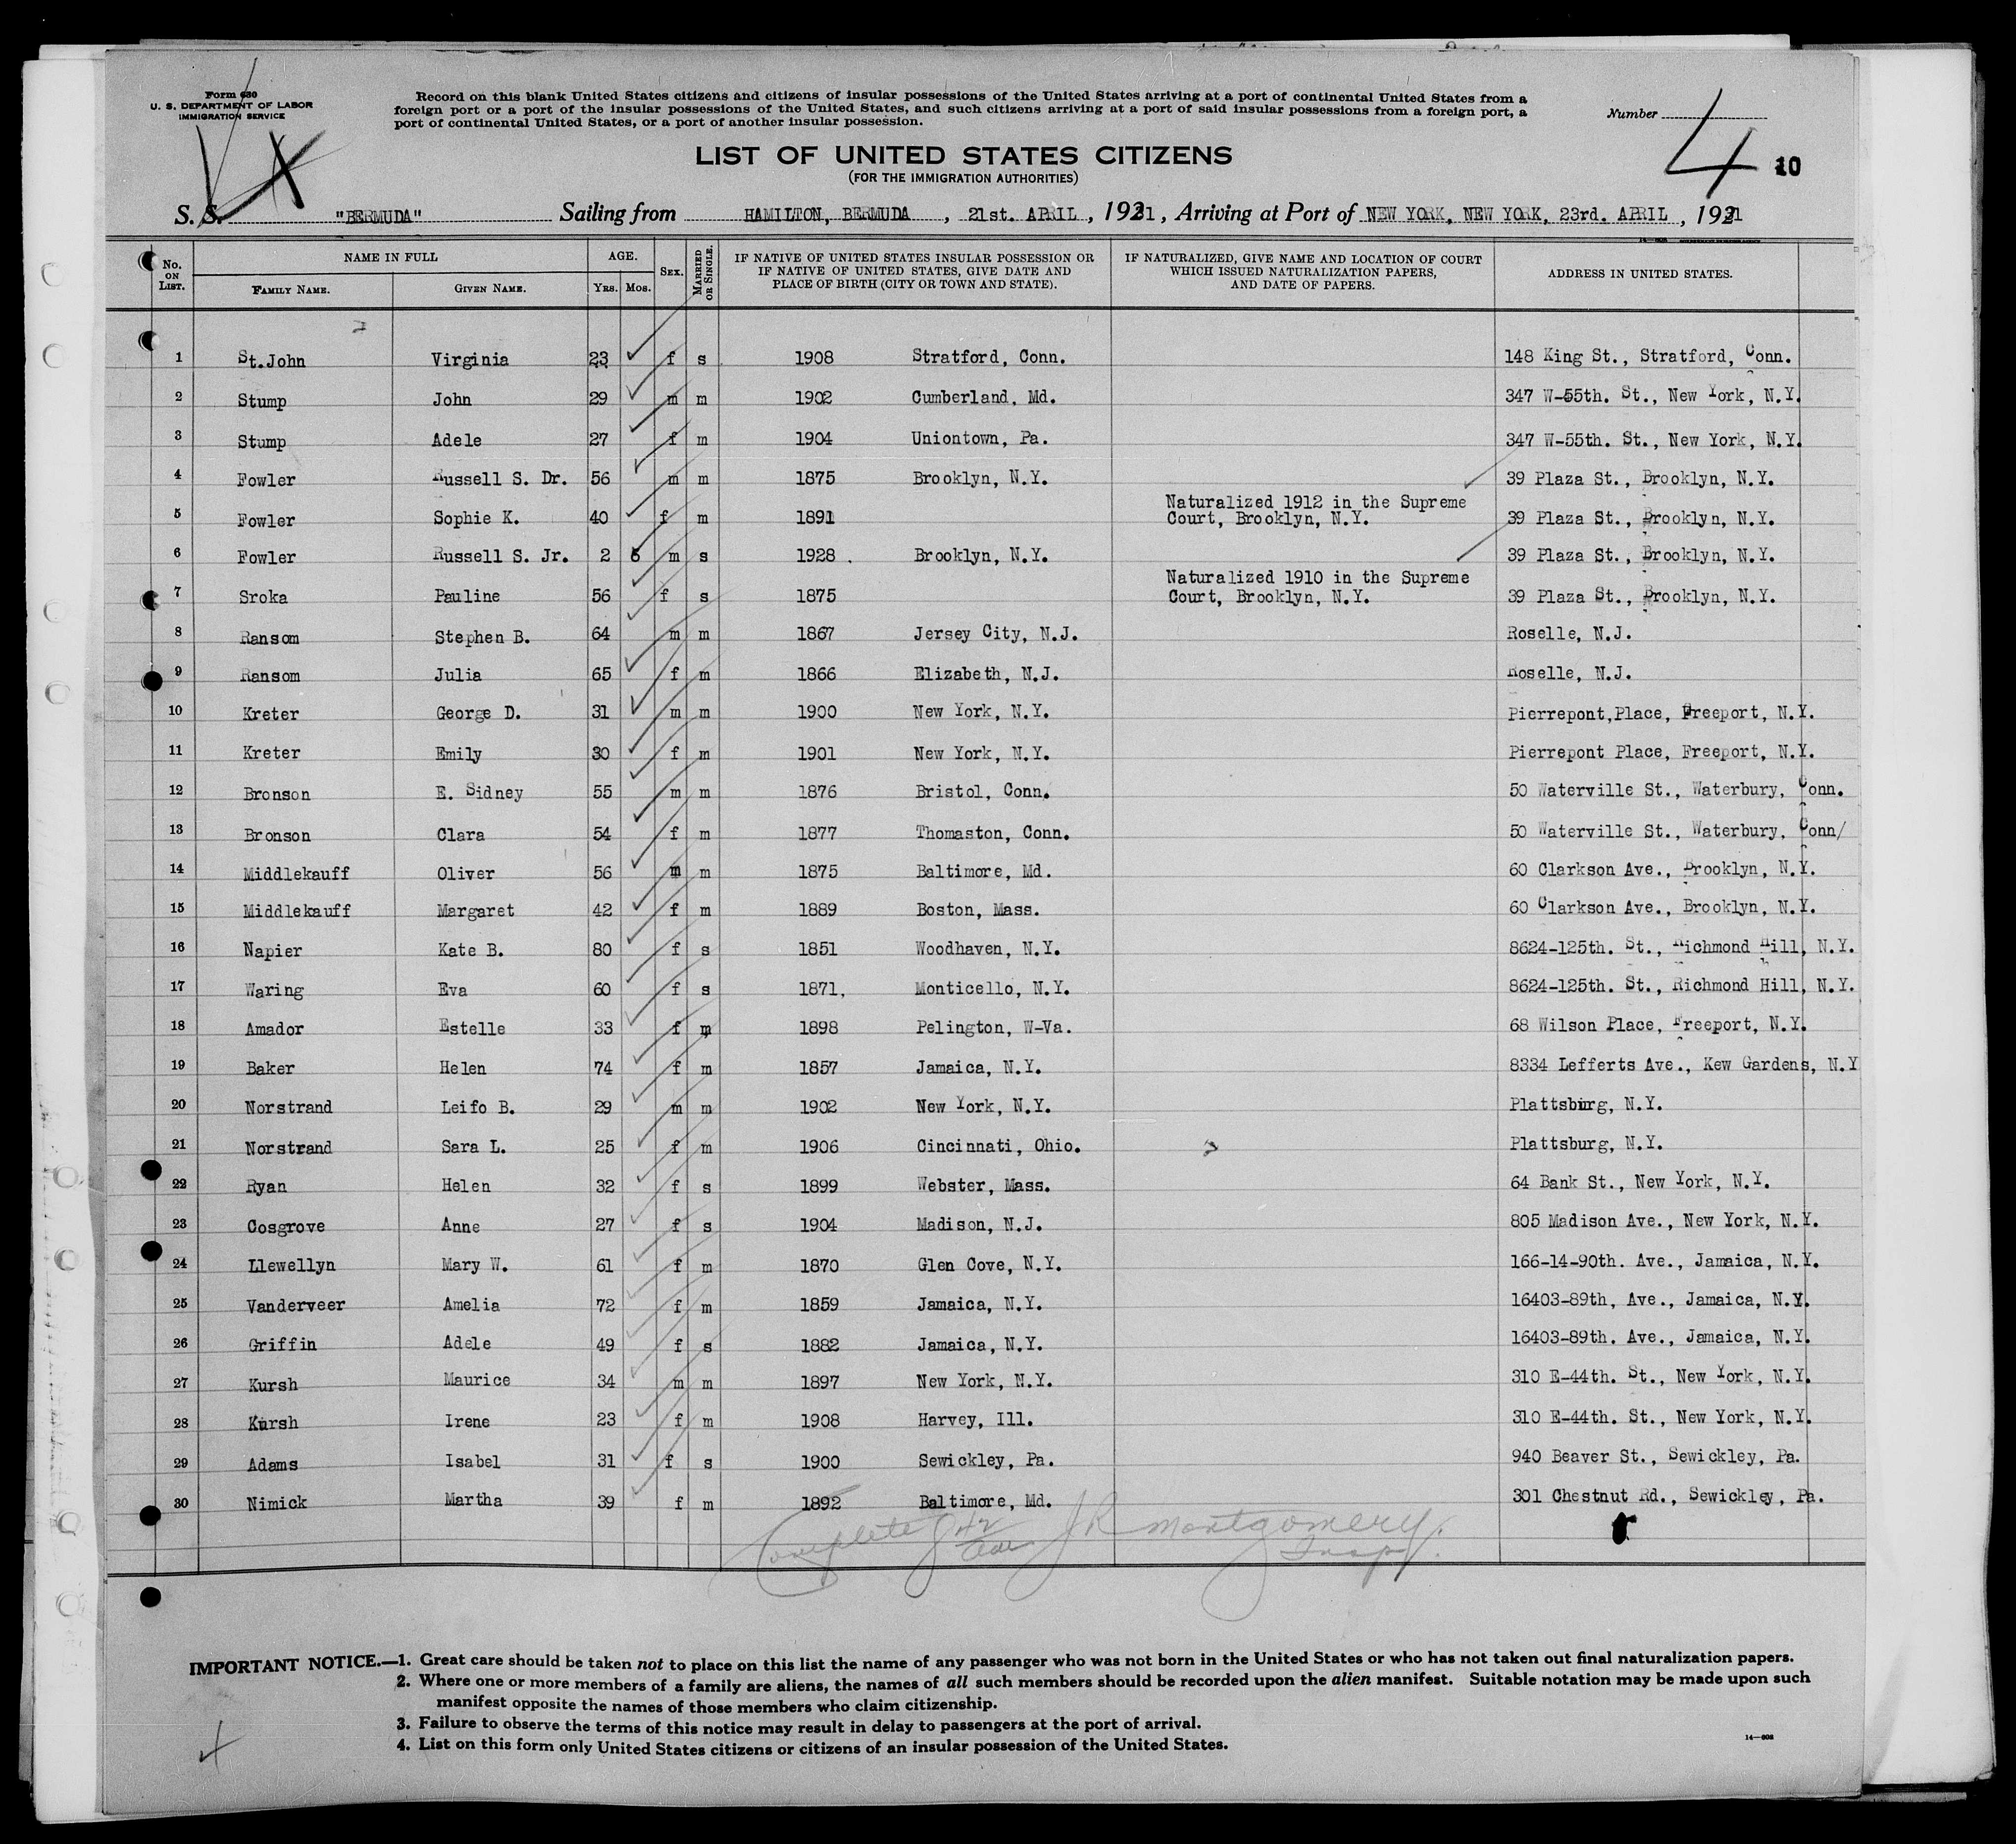 Form 630
U. S. DEPARTMENT OF LABOR
IMMIGRATION SERVICE
Record on this blank United States citizens and citizens of insular possessions of the United States arriving at a port of continental United States from a
foreign port or a port of the insular possessions of the United States, and such citizens arriving at a port of said insular possessions from a foreign port, a
port of continental United States, or a port of another insular possession.
Number
4
10
LIST OF UNITED STATES CITIZENS
(FOR THE IMMIGRATION AUTHORITIES)
S. S. "BERMUDA" Sailing from HAMILTON, BERMUDA , 21st. APRIL , 1931 , Arriving at Port of NEW YORK, NEW YORK, 23rd. APRIL , 1931
No. ON LIST. NAME IN FULL AGE. SEX. MARRIED OR SINGLE. IF NATIVE OF UNITED STATES INSULAR POSSESSION OR IF NATIVE OF UNITED STATES, GIVE DATE AND PLACE OF BIRTH (CITY OR TOWN AND STATE). IF NATURALIZED, GIVE NAME AND LOCATION OF COURT WHICH ISSUED NATURALIZATION PAPERS, AND DATE OF PAPERS. ADDRESS IN UNITED STATES.
FAMILY NAME. GIVEN NAME. YRS. MOS.
1 St.John Virginia 23 f s 1908 Stratford, Conn. 148 King St., Stratford, Conn.
2 Stump John 29 m m 1902 Cumberland, Md. 347 W-55th. St., New York, N.Y.
3 Stump Adele 27 f m 1904 Uniontown, Pa. 347 W-55th. St., New York, N.Y.
4 Fowler Russell S. Dr. 56 m m 1875 Brooklyn, N.Y. 39 Plaza St., Brooklyn, N.Y.
5 Fowler Sophie K. 40 f m 1891 Naturalized 1912 in the Supreme Court, Brooklyn, N.Y. 39 Plaza St., Brooklyn, N.Y.
6 Fowler Russell S. Jr. 2 6 m s 1928 . Brooklyn, N.Y. 39 Plaza St., Brooklyn, N.Y.
7 Sroka Pauline 56 f s 1875 Naturalized 1910 in the Supreme Court, Brooklyn, N.Y. 39 Plaza St., Brooklyn, N.Y.
8 Ransom Stephen B. 64 m m 1867 Jersey City, N.J. Roselle, N.J.
9 Ransom Julia 65 f m 1866 Elizabeth, N.J. Roselle, N.J.
10 Kreter George D. 31 m m 1900 New York, N.Y. Pierrepont,Place, Freeport, N.Y.
11 Kreter Emily 30 f m 1901 New York, N.Y. Pierrepont Place, Freeport, N.Y.
12 Bronson E. Sidney 55 m m 1876 Bristol, Conn. 50 Waterville St., Waterbury, Conn.
13 Bronson Clara 54 f m 1877 Thomaston, Conn. 50 Waterville St., Waterbury, Conn/
14 Middlekauff Oliver 56 m m 1875 Baltimore, Md. 60 Clarkson Ave., Brooklyn, N.Y.
15 Middlekauff Margaret 42 f m 1889 Boston, Mass. 60 Clarkson Ave., Brooklyn, N.Y.
16 Napier Kate B. 80 f s 1851 Woodhaven, N.Y. 8624-125th. St., Richmond Hill, N.Y.
17 Waring Eva 60 f s 1871, Monticello, N.Y. 8624-125th. St., Richmond Hill, N.Y.
18 Amador Estelle 33 f m 1898 Pelington, W-Va. 68 Wilson Place, Freeport, N.Y.
19 Baker Helen 74 f m 1857 Jamaica, N.Y. 8334 Lefferts Ave., Kew Gardens, N.Y
20 Norstrand Leifo B. 29 m m 1902 New York, N.Y. Plattsburg, N.Y.
21 Norstrand Sara L. 25 f m 1906 Cincinnati, Ohio. Plattsburg, N.Y.
22 Ryan Helen 32 f s 1899 Webster, Mass. 64 Bank St., New York, N.Y.
23 Cosgrove Anne 27 f s 1904 Madison, N.J. 805 Madison Ave., New York, N.Y.
24 Llewellyn Mary W. 61 f m 1870 Glen Cove, N.Y. 166-14-90th. Ave., Jamaica, N.Y.
25 Vanderveer Amelia 72 f m 1859 Jamaica, N.Y. 16403-89th, Ave., Jamaica, N.Y.
26 Griffin Adele 49 f s 1882 Jamaica, N.Y. 16403-89th. Ave., Jamaica, N.Y.
27 Kursh Maurice 34 m m 1897 New York, N.Y. 310 E-44th. St., New York, N.Y.
28 Kursh Irene 23 f m 1908 Harvey, Ill. 310 E-44th. St., New York, N.Y.
29 Adams Isabel 31 f s 1900 Sewickley, Pa. 940 Beaver St., Sewickley, Pa.
30 Nimick Martha 39 f m 1892 Baltimore, Md. 301 Chestnut Rd., Sewickley, Pa.
Complete JR Montgomery.
Insp.
IMPORTANT NOTICE.—1. Great care should be taken not to place on this list the name of any passenger who was not born in the United States or who has not taken out final naturalization papers.
2. Where one or more members of a family are aliens, the names of all such members should be recorded upon the alien manifest. Suitable notation may be made upon such
manifest opposite the names of those members who claim citizenship.
3. Failure to observe the terms of this notice may result in delay to passengers at the port of arrival.
4. List on this form only United States citizens or citizens of an insular possession of the United States.
14—608